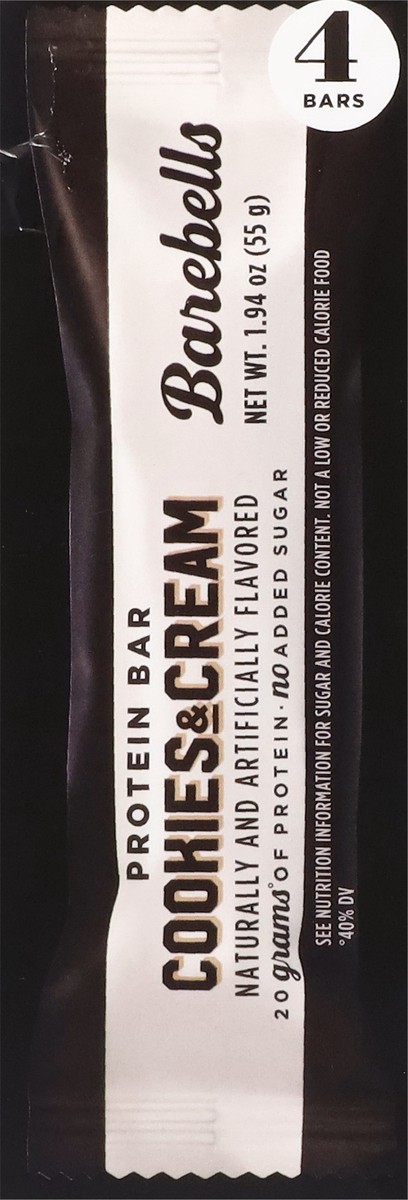 4
BARS
Barebells
NET WT. 1.94 oz (55 g)
PROTEIN BAR
COOKIES&CREAM
NATURALLY AND ARTIFICIALLY FLAVORED
20 grams° OF PROTEIN · no ADDED SUGAR
SEE NUTRITION INFORMATION FOR SUGAR AND CALORIE CONTENT. NOT A LOW OR REDUCED CALORIE FOOD
°40% DV